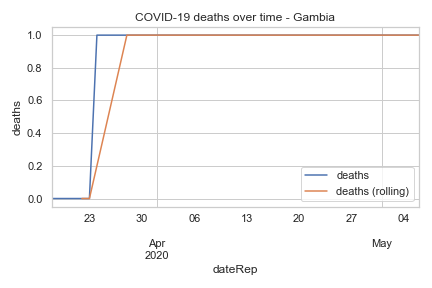 COVID-19 deaths over time - Gambia
1.0
0.8
0.6
0.4
0.2
0.0
deaths
deaths
deaths (rolling)
23 30 06 13 20 27 04
Apr May
2020
dateRep